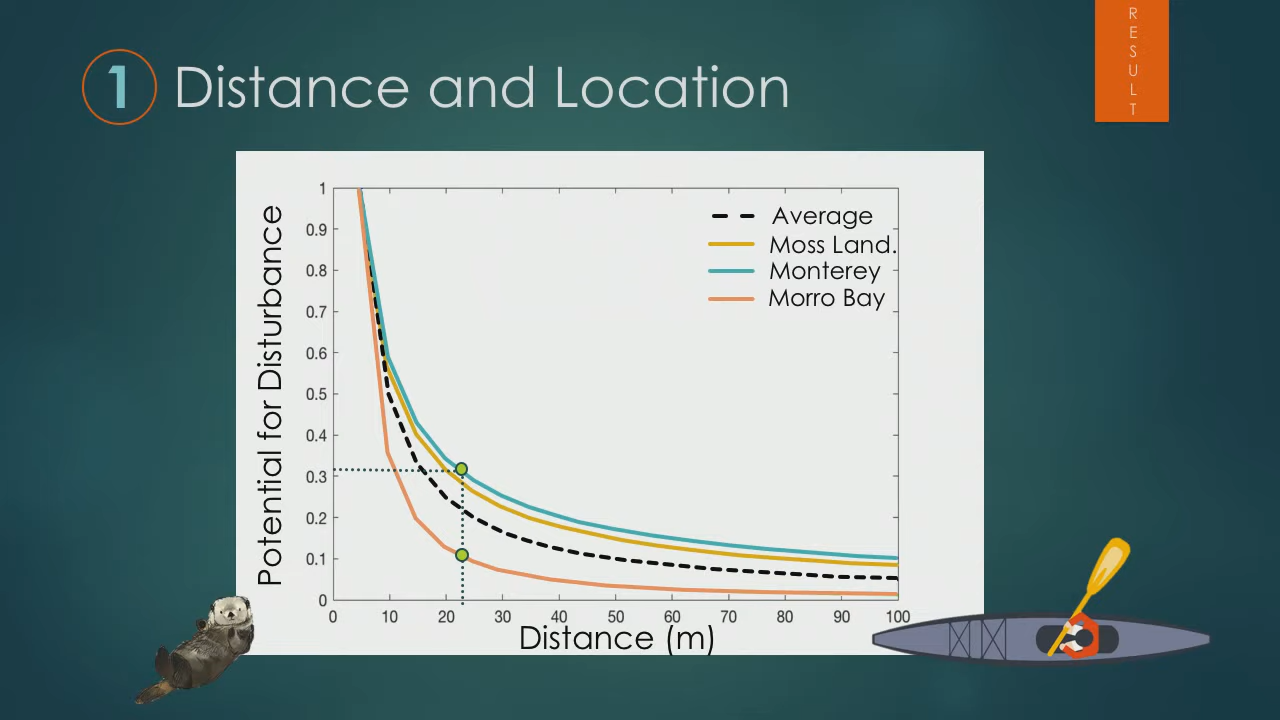 1 Distance and Location
R
E
S
U
L
T
Potential for Disturbance
1
0.9
0.8
0.7
0.6
0.5
0.4
0.3
0.2
0.1
0
Average
Moss Land.
Monterey
Morro Bay
0 10 20 30 40 50 60 70 80 90 100
Distance (m)